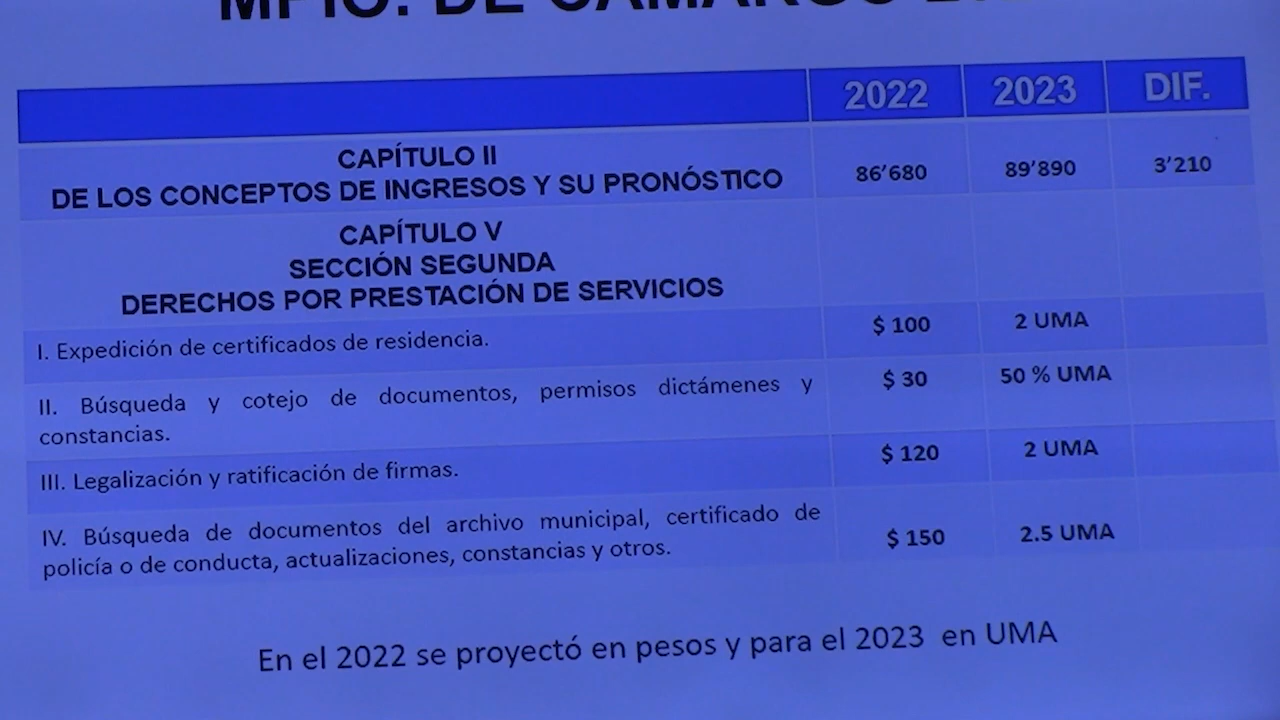 MPIO. DE CAMARGO
2022 2023 DIF.
CAPÍTULO II
DE LOS CONCEPTOS DE INGRESOS Y SU PRONÓSTICO 86’680 89’890 3’210
CAPÍTULO V
SECCIÓN SEGUNDA
DERECHOS POR PRESTACIÓN DE SERVICIOS
I. Expedición de certificados de residencia. $ 100 2 UMA
II. Búsqueda y cotejo de documentos, permisos dictámenes y $ 30 50 % UMA
constancias.
III. Legalización y ratificación de firmas. $ 120 2 UMA
IV. Búsqueda de documentos del archivo municipal, certificado de
policía o de conducta, actualizaciones, constancias y otros. $ 150 2.5 UMA
En el 2022 se proyectó en pesos y para el 2023 en UMA